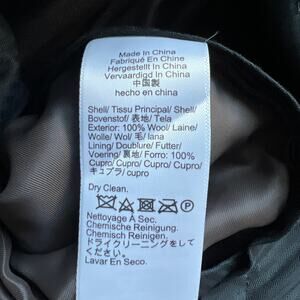 Made In China
Fabriqué En Chine
Hergestellt In China
Vervaardigd In China
中国製
hecho en china
Shell/ Tissu Principal/ Shell/
Bovenstof/ 表地/ Tela
Exterior: 100% Wool/ Laine/
Wolle/ Wol/ 毛/ lana
Lining/ Doublure/ Futter/
Voering/ 裏地/ Forro: 100%
Cupro/ Cupro/ Cupro/ Cupro/
キュプラ/ cupro
Dry Clean.
P
Nettoyage À Sec.
Chemische Reinigung.
Chemisch Reinigen.
ドライクリーニングをして
ください.
Lavar En Seco.